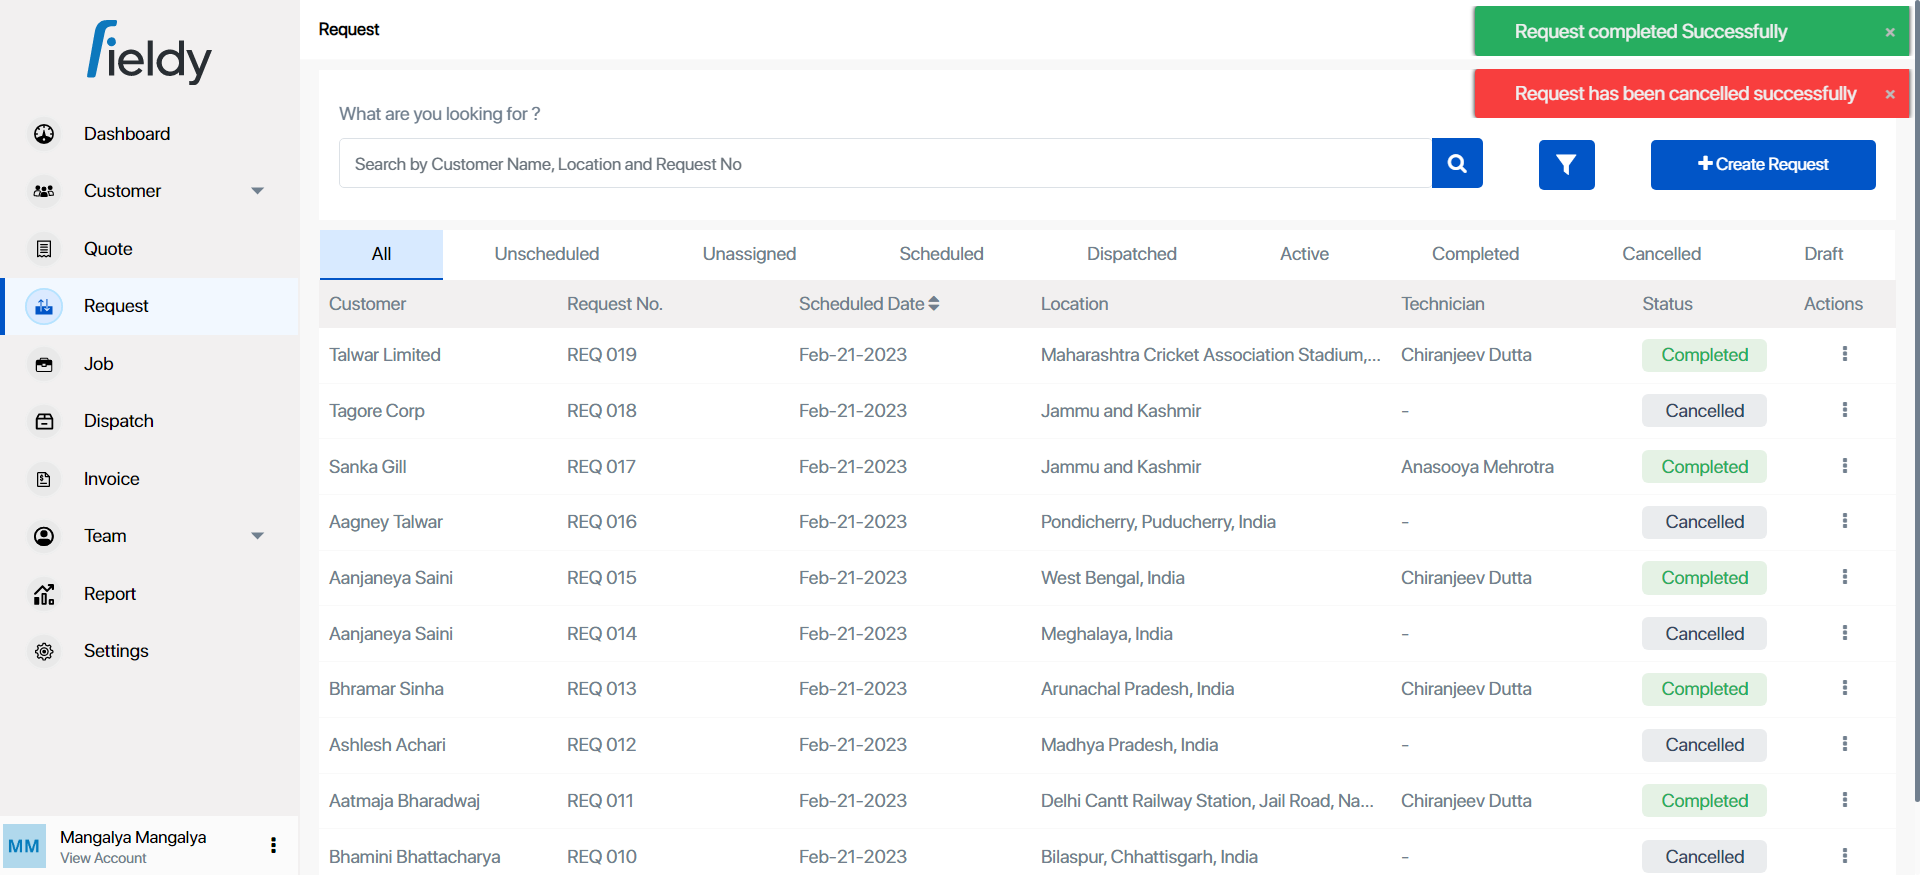 fieldy
Dashboard
Customer
Quote
Request
Job
Dispatch
Invoice
Team
Report
Settings
MM
Mangalya Mangalya
View Account
Request
Request completed Successfully ×
Request has been cancelled successfully ×
What are you looking for ?
Search by Customer Name, Location and Request No
Create Request
All Unscheduled Unassigned Scheduled Dispatched Active Completed Cancelled Draft
Customer Request No. Scheduled Date Location Technician Status Actions
Talwar Limited REQ 019 Feb-21-2023 Maharashtra Cricket Association Stadium,... Chiranjeev Dutta Completed
Tagore Corp REQ 018 Feb-21-2023 Jammu and Kashmir - Cancelled
Sanka Gill REQ 017 Feb-21-2023 Jammu and Kashmir Anasooya Mehrotra Completed
Aagney Talwar REQ 016 Feb-21-2023 Pondicherry, Puducherry, India - Cancelled
Aanjaneya Saini REQ 015 Feb-21-2023 West Bengal, India Chiranjeev Dutta Completed
Aanjaneya Saini REQ 014 Feb-21-2023 Meghalaya, India - Cancelled
Bhramar Sinha REQ 013 Feb-21-2023 Arunachal Pradesh, India Chiranjeev Dutta Completed
Ashlesh Achari REQ 012 Feb-21-2023 Madhya Pradesh, India - Cancelled
Aatmaja Bharadwaj REQ 011 Feb-21-2023 Delhi Cantt Railway Station, Jail Road, Na... Chiranjeev Dutta Completed
Bhamini Bhattacharya REQ 010 Feb-21-2023 Bilaspur, Chhattisgarh, India - Cancelled